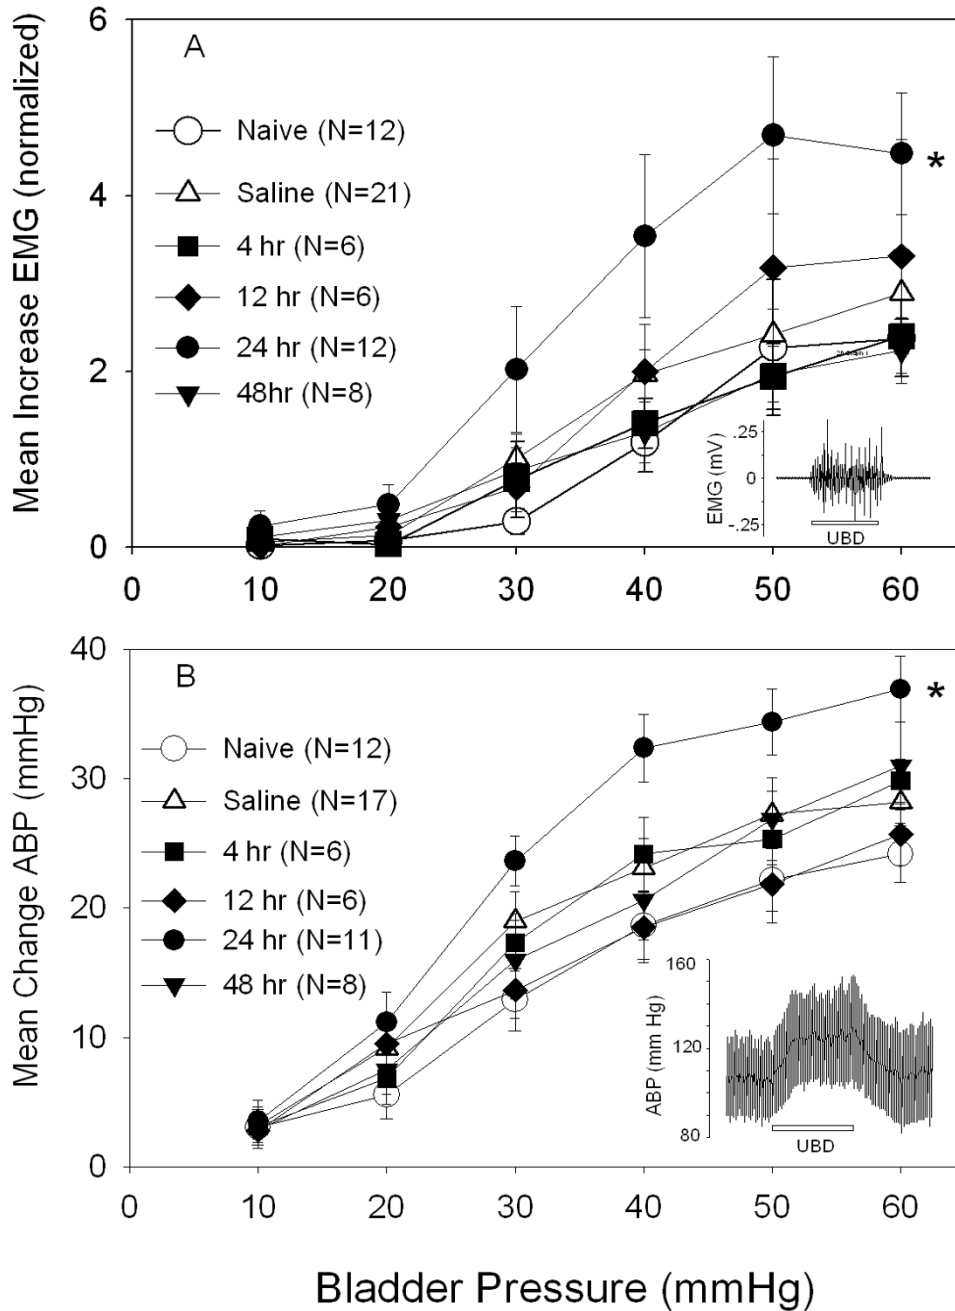 Mean Increase EMG (normalized)
6
4
2
0
A
Naive (N=12)
Saline (N=21)
4 hr (N=6)
12 hr (N=6)
24 hr (N=12)
48hr (N=8)
*
EMG (mV)
.25
0
-.25
UBD
0 10 20 30 40 50 60
Mean Change ABP (mmHg)
40
30
20
10
0
B
Naive (N=12)
Saline (N=17)
4 hr (N=6)
12 hr (N=6)
24 hr (N=11)
48 hr (N=8)
*
ABP (mm Hg)
160
120
80
UBD
0 10 20 30 40 50 60
Bladder Pressure (mmHg)